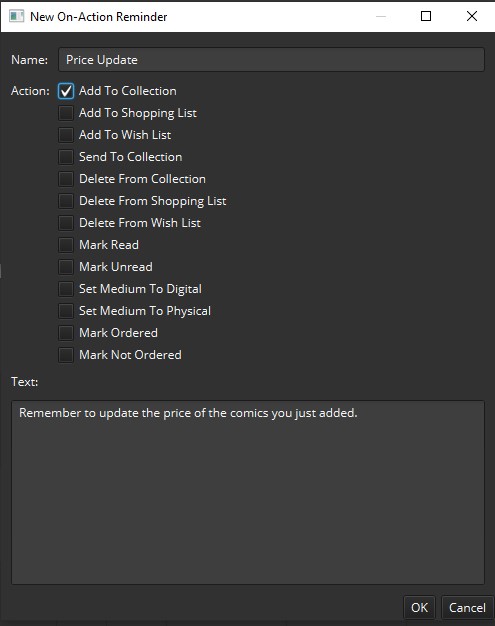 New On-Action Reminder
Name: Price Update
Action: Add To Collection
Add To Shopping List
Add To Wish List
Send To Collection
Delete From Collection
Delete From Shopping List
Delete From Wish List
Mark Read
Mark Unread
Set Medium To Digital
Set Medium To Physical
Mark Ordered
Mark Not Ordered
Text:
Remember to update the price of the comics you just added.
OK Cancel